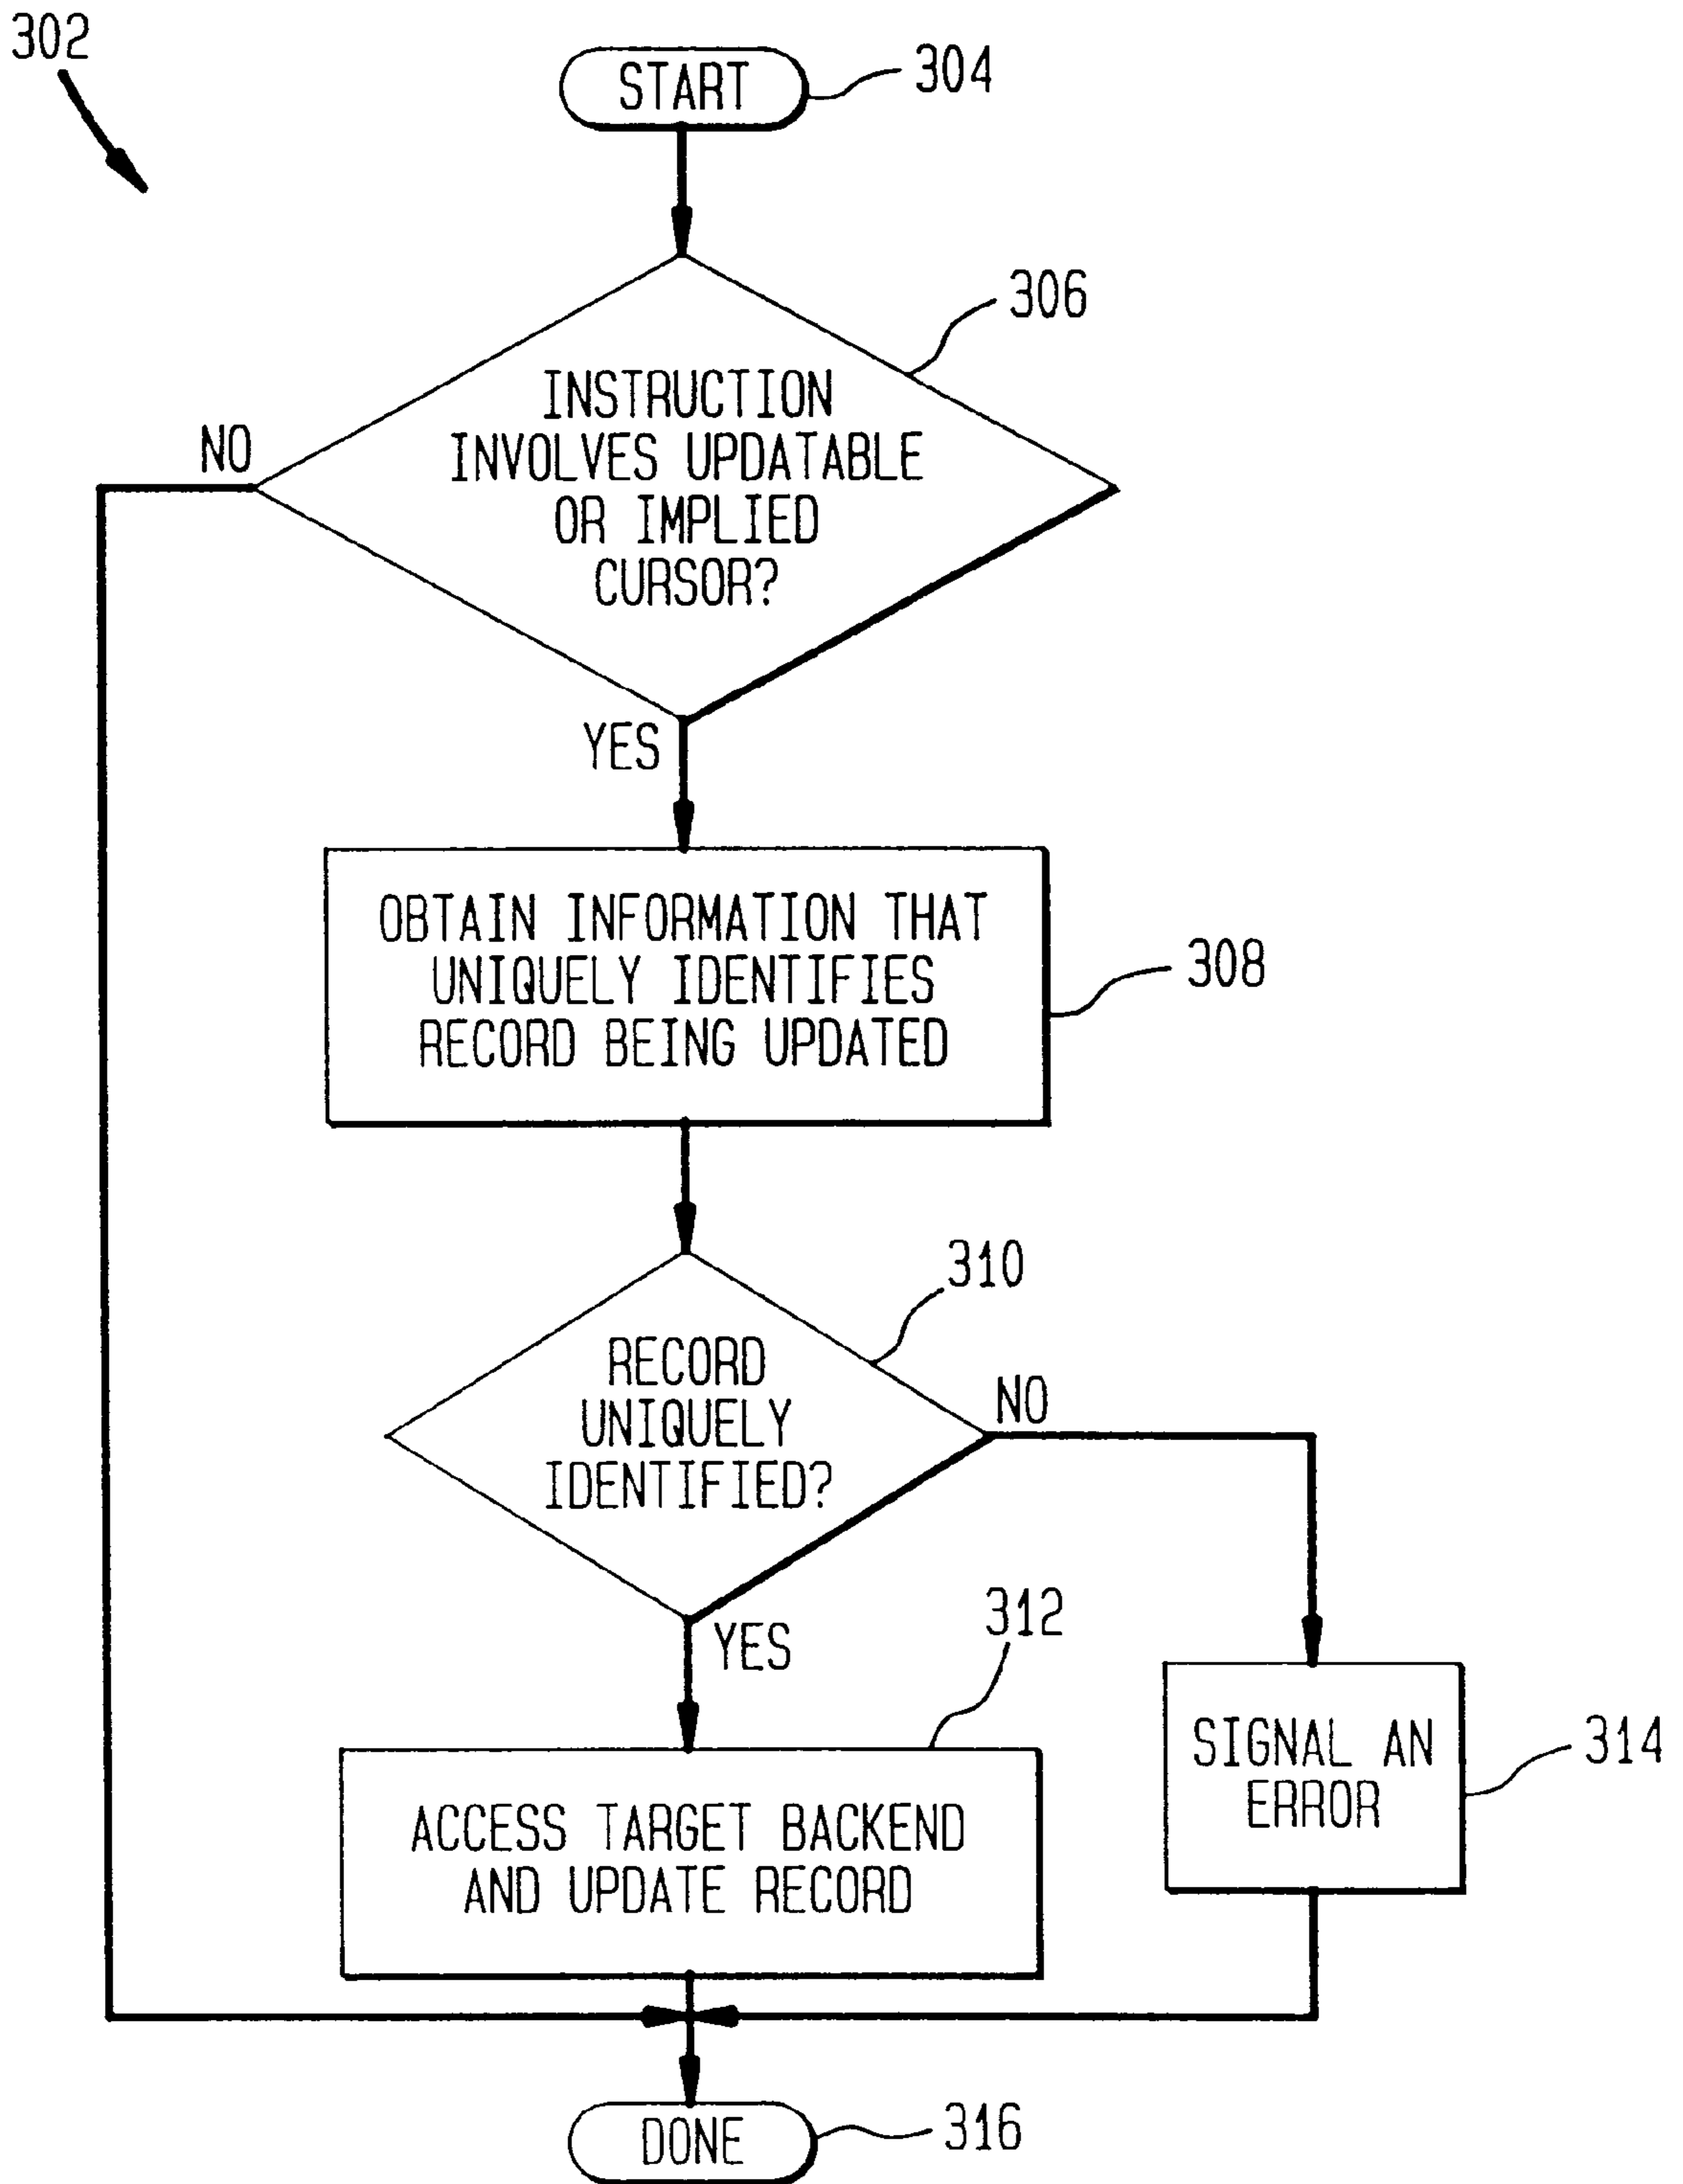 302
START
304
306
INSTRUCTION
INVOLVES UPDATABLE
OR IMPLIED
CURSOR?
NO
YES
OBTAIN INFORMATION THAT
UNIQUELY IDENTIFIES
RECORD BEING UPDATED
308
310
RECORD
UNIQUELY
IDENTIFIED?
NO
YES
312
ACCESS TARGET BACKEND
AND UPDATE RECORD
SIGNAL AN
ERROR
314
DONE
316